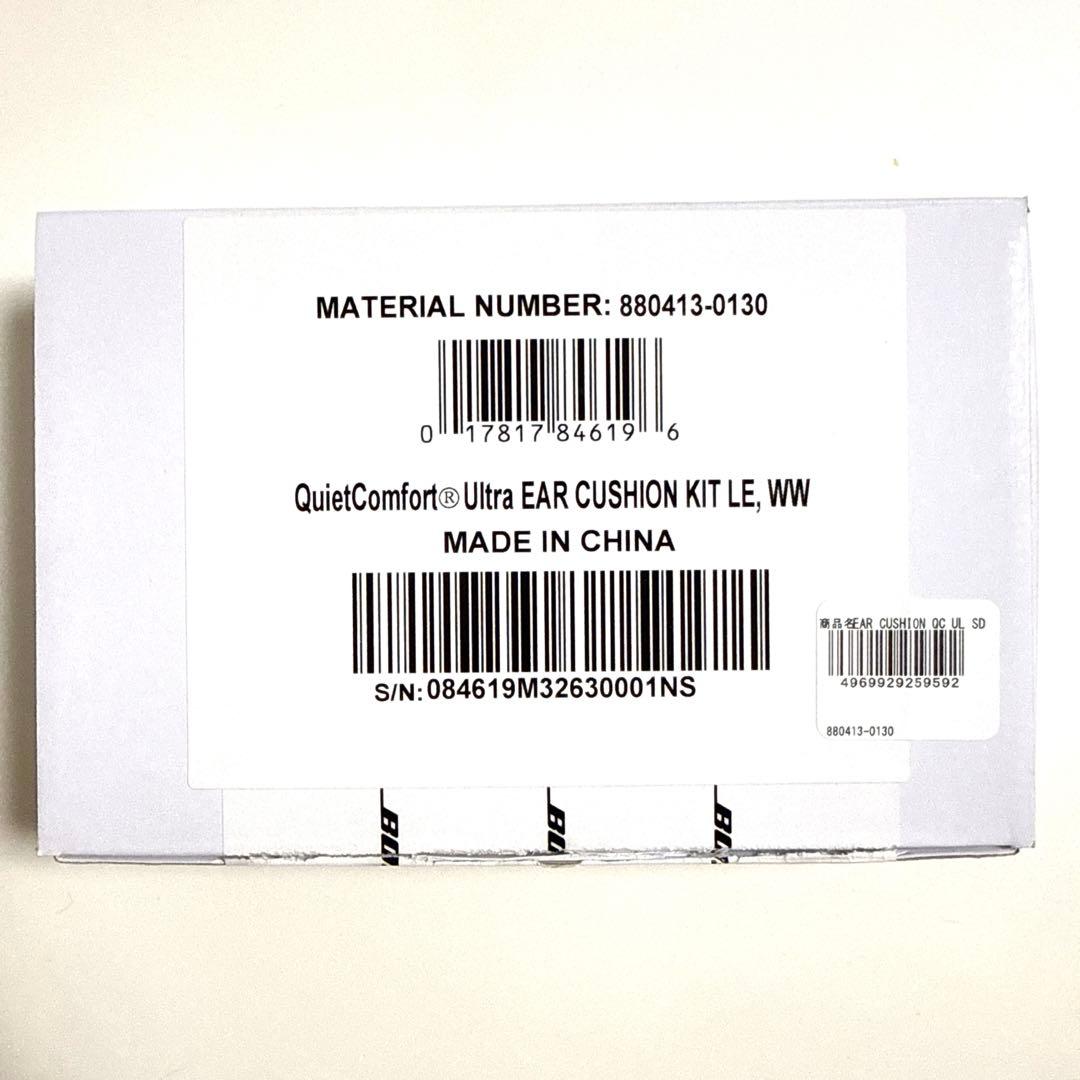 MATERIAL NUMBER: 880413-0130
0 17817 84619 6
QuietComfort® Ultra EAR CUSHION KIT LE, WW
MADE IN CHINA
S/N: 084619M32630001NS
商品名EAR CUSHION QC UL SD
4969929259592
880413-0130